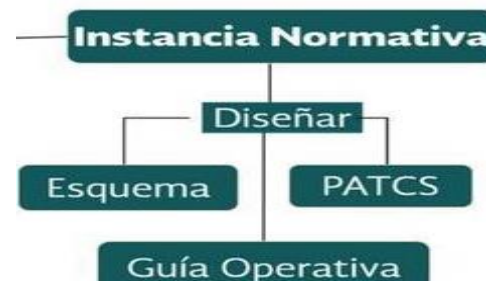 Instancia Normativa
Diseñar
Esquema
PATCS
Guía Operativa